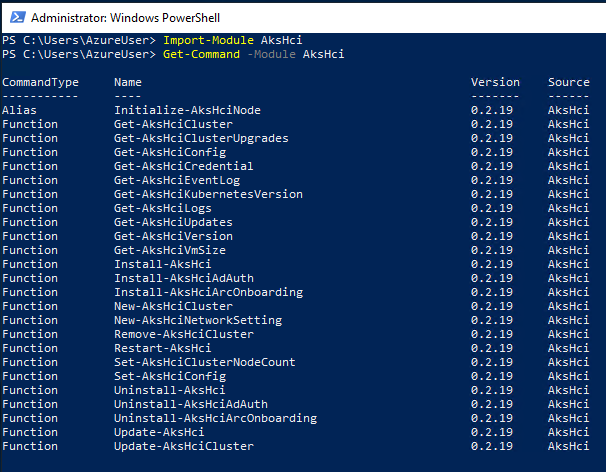 Administrator: Windows PowerShell
PS C:\Users\AzureUser> Import-Module AksHci
PS C:\Users\AzureUser> Get-Command -Module AksHci
CommandType Name Version Source
----------- ---- ------- ------
Alias Initialize-AksHciNode 0.2.19 AksHci
Function Get-AksHciCluster 0.2.19 AksHci
Function Get-AksHciClusterUpgrades 0.2.19 AksHci
Function Get-AksHciConfig 0.2.19 AksHci
Function Get-AksHciCredential 0.2.19 AksHci
Function Get-AksHciEventLog 0.2.19 AksHci
Function Get-AksHciKubernetesVersion 0.2.19 AksHci
Function Get-AksHciLogs 0.2.19 AksHci
Function Get-AksHciUpdates 0.2.19 AksHci
Function Get-AksHciVersion 0.2.19 AksHci
Function Get-AksHciVmSize 0.2.19 AksHci
Function Install-AksHci 0.2.19 AksHci
Function Install-AksHciAdAuth 0.2.19 AksHci
Function Install-AksHciArcOnboarding 0.2.19 AksHci
Function New-AksHciCluster 0.2.19 AksHci
Function New-AksHciNetworkSetting 0.2.19 AksHci
Function Remove-AksHciCluster 0.2.19 AksHci
Function Restart-AksHci 0.2.19 AksHci
Function Set-AksHciClusterNodeCount 0.2.19 AksHci
Function Set-AksHciConfig 0.2.19 AksHci
Function Uninstall-AksHci 0.2.19 AksHci
Function Uninstall-AksHciAdAuth 0.2.19 AksHci
Function Uninstall-AksHciArcOnboarding 0.2.19 AksHci
Function Update-AksHci 0.2.19 AksHci
Function Update-AksHciCluster 0.2.19 AksHci